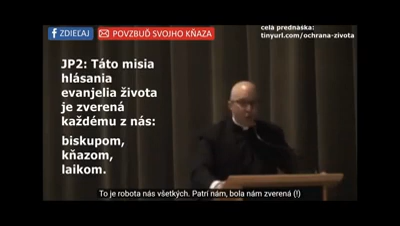 celá prednáška:
f ZDIEĽAJ POVZBUĎ SVOJHO KŇAZA tinyurl.com/ochrana-zivota
JP2: Táto misia
hlásania
evanjelia života
je zverená
každému z nás:
biskupom,
kňazom,
laikom.
To je robota nás všetkých. Patrí nám, bola nám zverená (!)